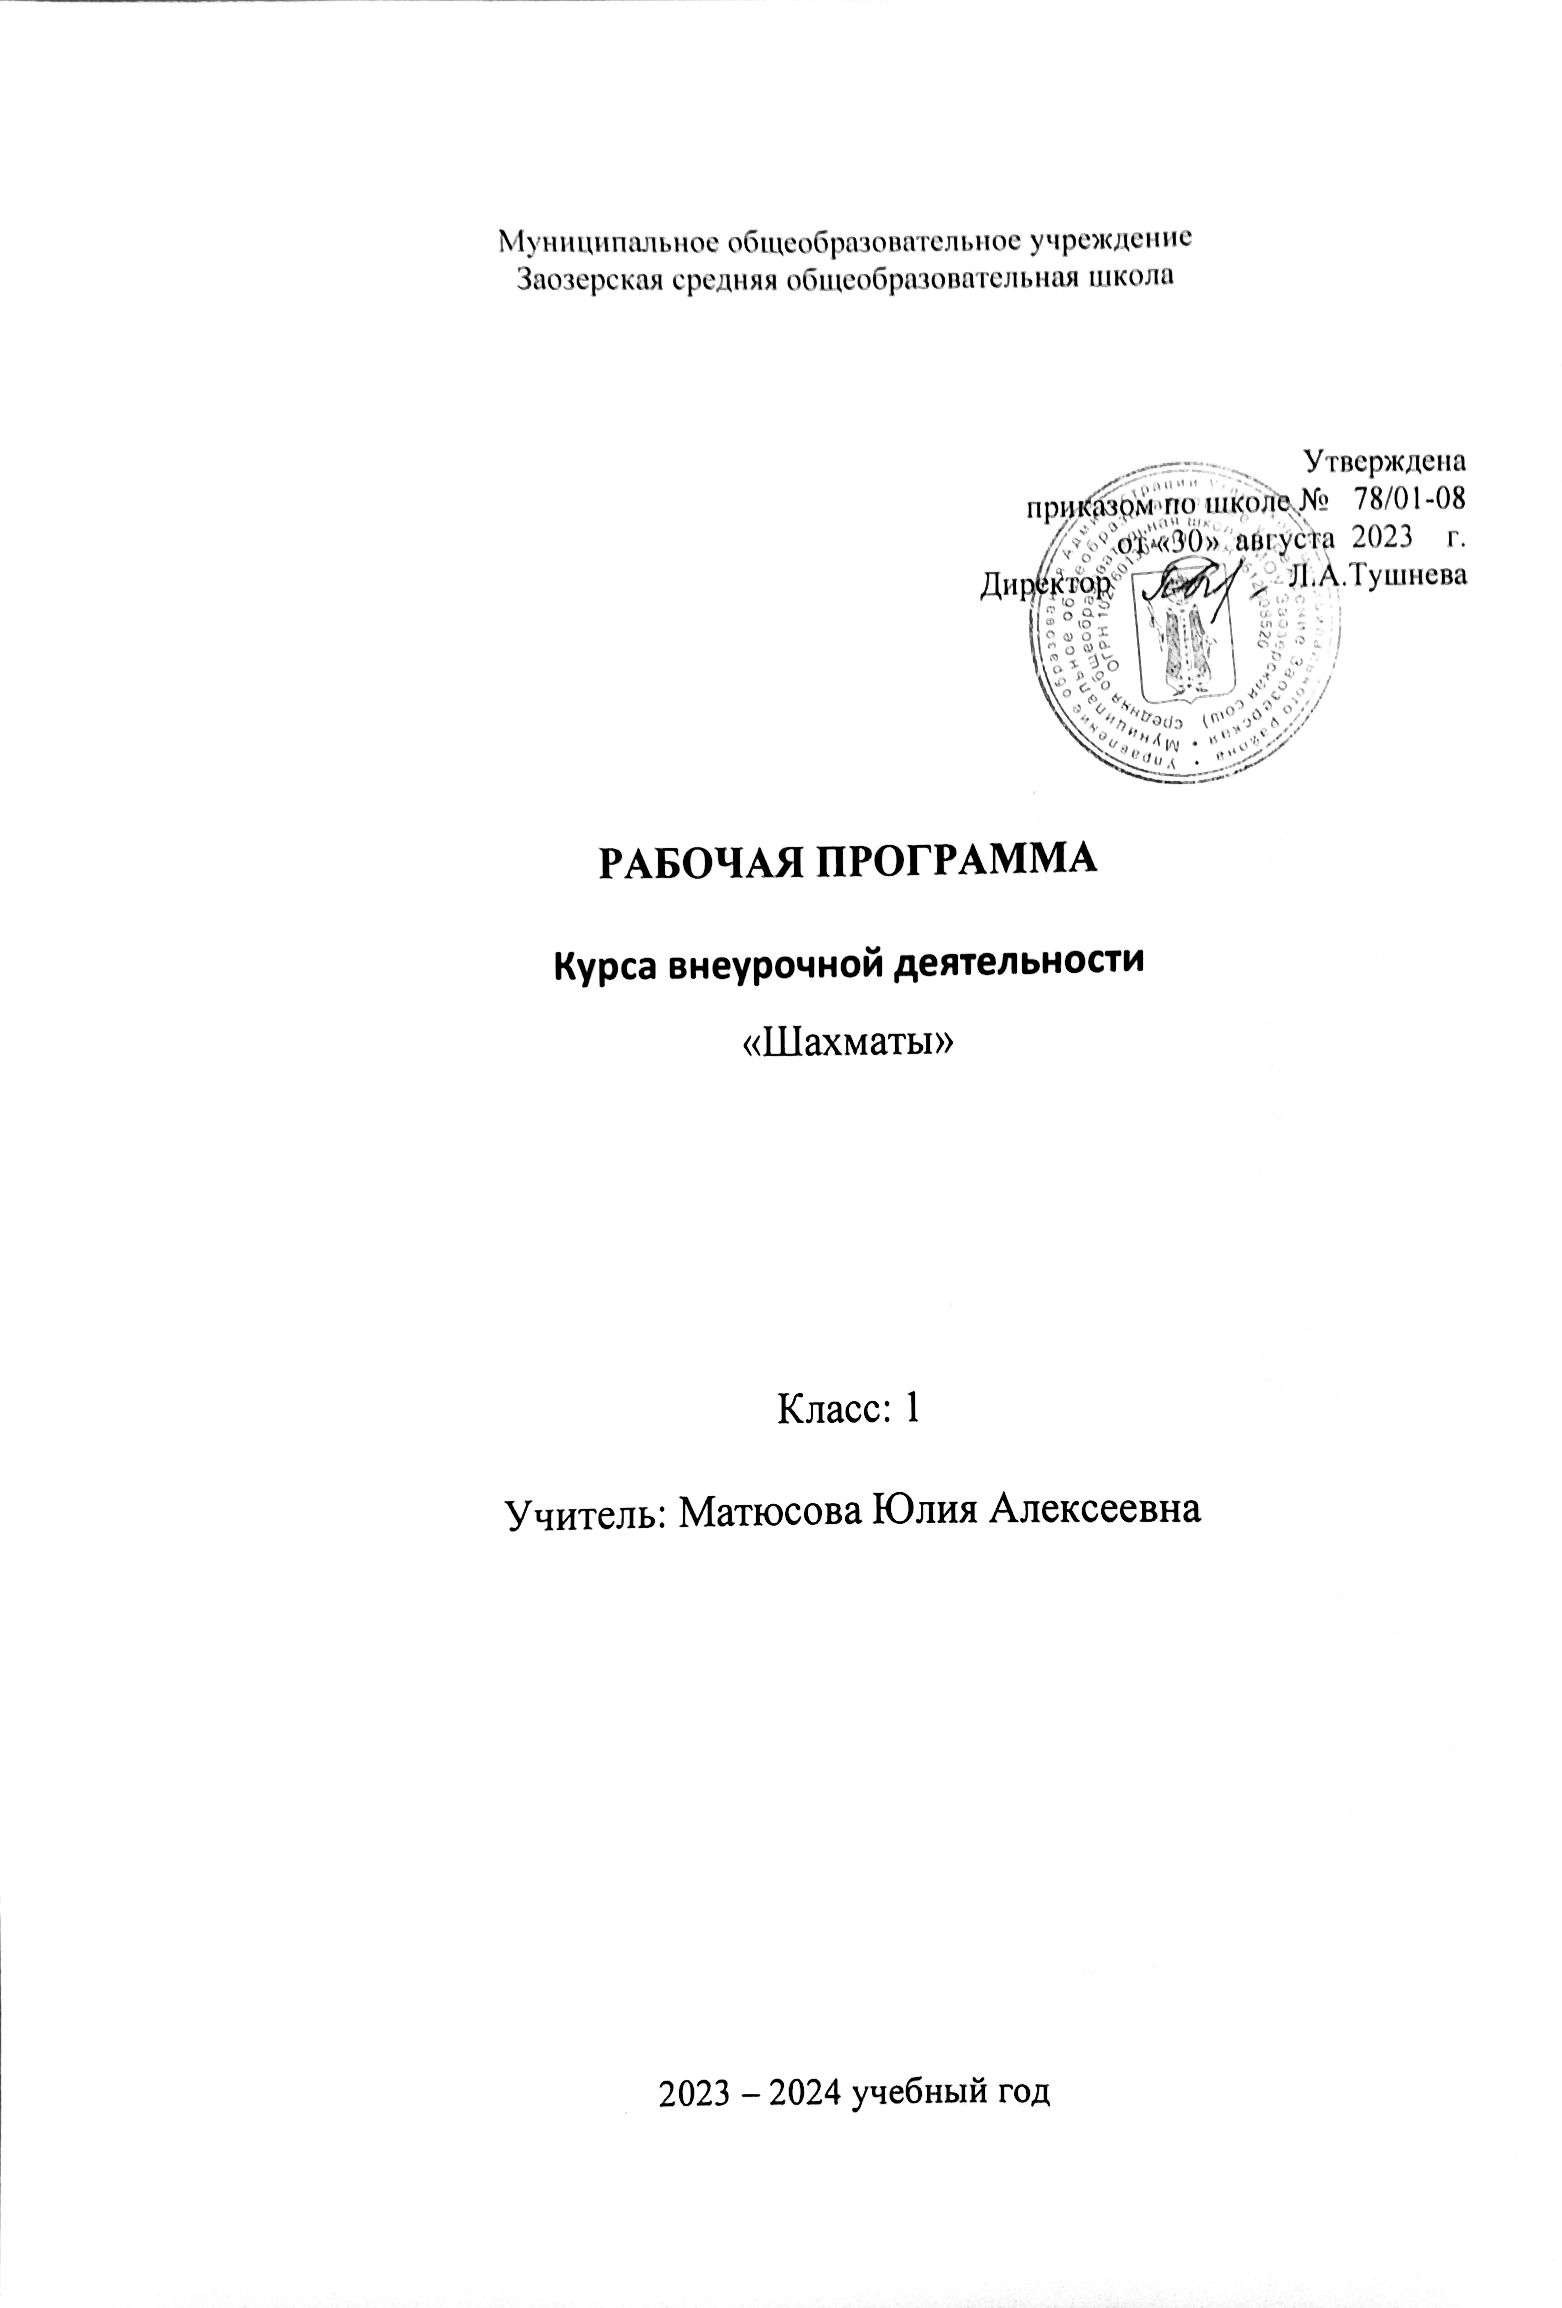 Муниципальное общеобразовательное учреждение
Заозерская средняя общеобразовательная школа
Утверждена
приказом по школе № 78/01-08
от «30» августа 2023 г.
Директор Л.А.Тушнева
РАБОЧАЯ ПРОГРАММА
Курса внеурочной деятельности
«Шахматы»
Класс: 1
Учитель: Матюсова Юлия Алексеевна
2023 – 2024 учебный год